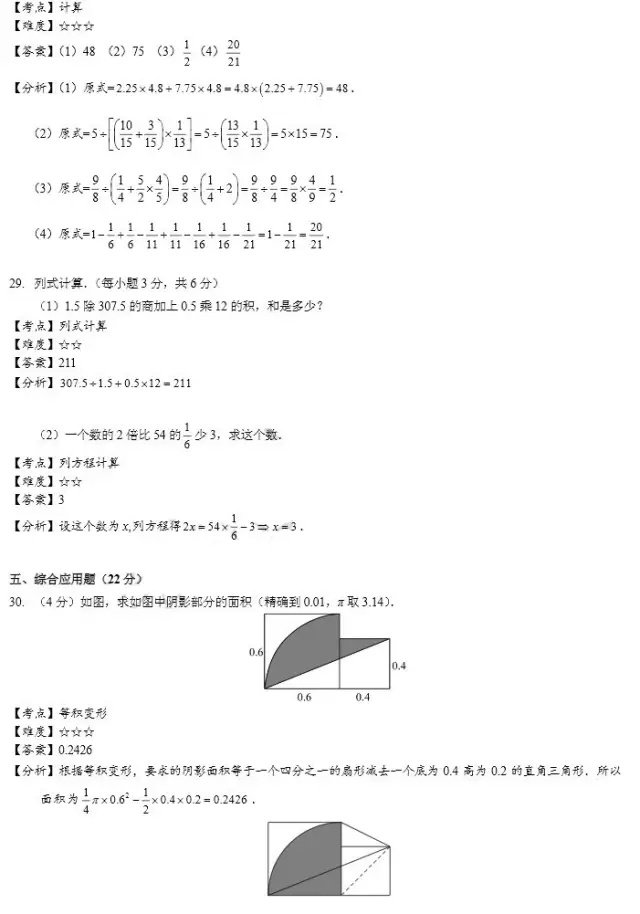 【考点】计算
【难度】☆☆☆
【答案】(1) 48 (2) 75 (3) 1/2 (4) 20/21
【分析】(1) 原式=2.25×4.8+7.75×4.8=4.8×(2.25+7.75)=48.
(2) 原式=5÷[(10/15+3/15)×1/13]=5÷(13/15×1/13)=5×15=75.
(3) 原式=9/8÷(1/4+5/2×4/5)=9/8÷(1/4+2)=9/8÷9/4=9/8×4/9=1/2.
(4) 原式=1-1/6+1/6-1/11+1/11-1/16+1/16-1/21=1-1/21=20/21.
29. 列式计算.(每小题3分，共6分)
(1) 1.5除307.5的商加上0.5乘12的积，和是多少？
【考点】列式计算
【难度】☆☆
【答案】211
【分析】307.5÷1.5+0.5×12=211
(2) 一个数的2倍比54的1/6少3，求这个数.
【考点】列方程计算
【难度】☆☆
【答案】3
【分析】设这个数为x,列方程得2x=54×1/6-3⇒x=3.
五、综合应用题(22分)
30. (4分)如图，求如图中阴影部分的面积(精确到0.01，π取3.14).
0.6
0.4
0.6 0.4
【考点】等积变形
【难度】☆☆☆
【答案】0.2426
【分析】根据等积变形，要求的阴影面积等于一个四分之一的扇形减去一个底为0.4高为0.2的直角三角形．所以
面积为1/4π×0.6²-1/2×0.4×0.2=0.2426.